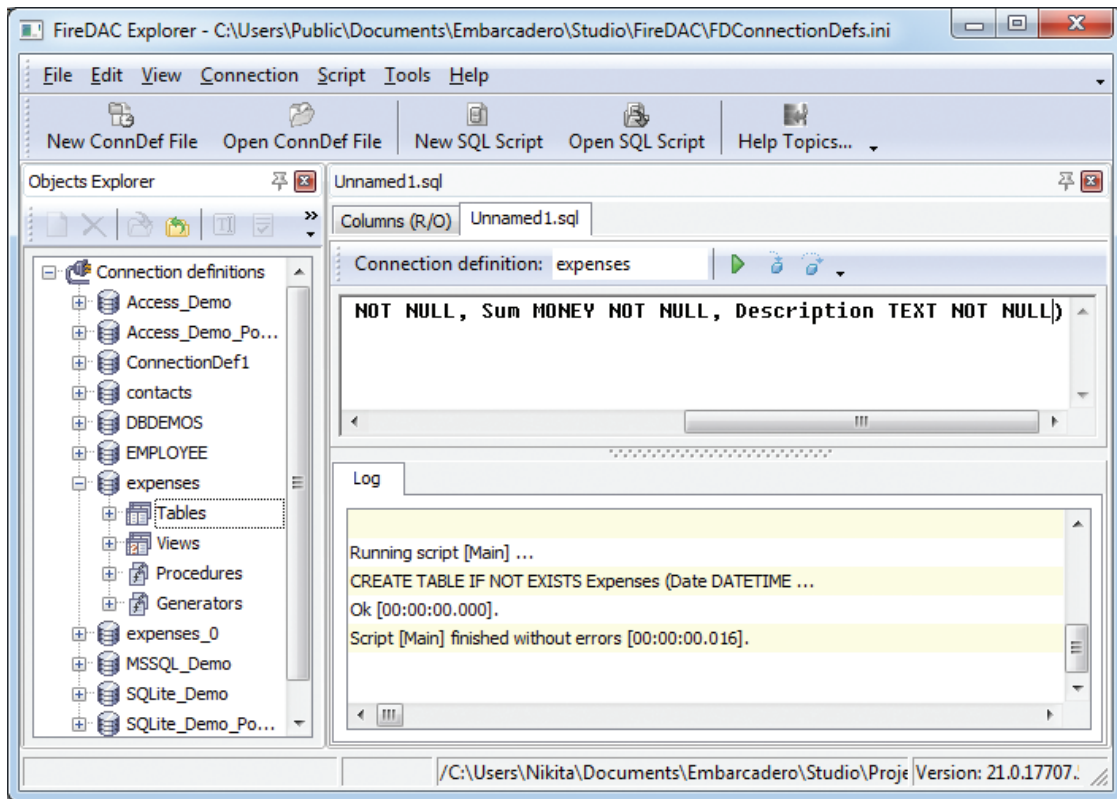 FireDAC Explorer - C:\Users\Public\Documents\Embarcadero\Studio\FireDAC\FDConnectionDefs.ini
File Edit View Connection Script Tools Help
New ConnDef File Open ConnDef File New SQL Script Open SQL Script Help Topics...
Objects Explorer
Connection definitions
Access_Demo
Access_Demo_Po...
ConnectionDef1
contacts
DBDEMOS
EMPLOYEE
expenses
Tables
Views
Procedures
Generators
expenses_0
MSSQL_Demo
SQLite_Demo
SQLite_Demo_Po...
Unnamed1.sql
Columns (R/O) Unnamed1.sql
Connection definition: expenses
NOT NULL, Sum MONEY NOT NULL, Description TEXT NOT NULL)
Log
Running script [Main] ...
CREATE TABLE IF NOT EXISTS Expenses (Date DATETIME ...
Ok [00:00:00.000].
Script [Main] finished without errors [00:00:00.016].
/C:\Users\Nikita\Documents\Embarcadero\Studio\Proje Version: 21.0.17707.